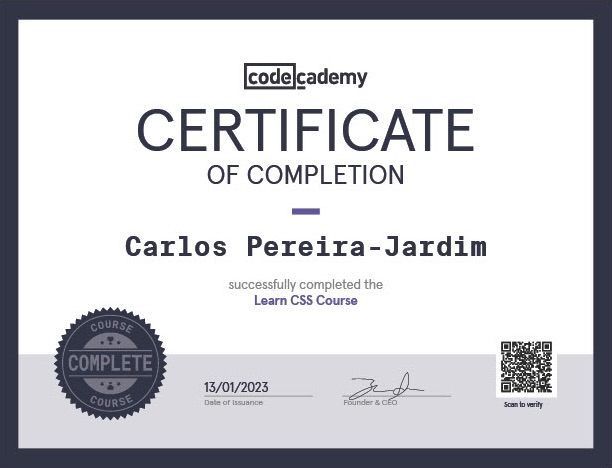 codecademy
CERTIFICATE
OF COMPLETION
Carlos Pereira-Jardim
successfully completed the
Learn CSS Course
COURSE
COMPLETE
COURSE
13/01/2023
Date of Issuance
Founder & CEO
Scan to verify